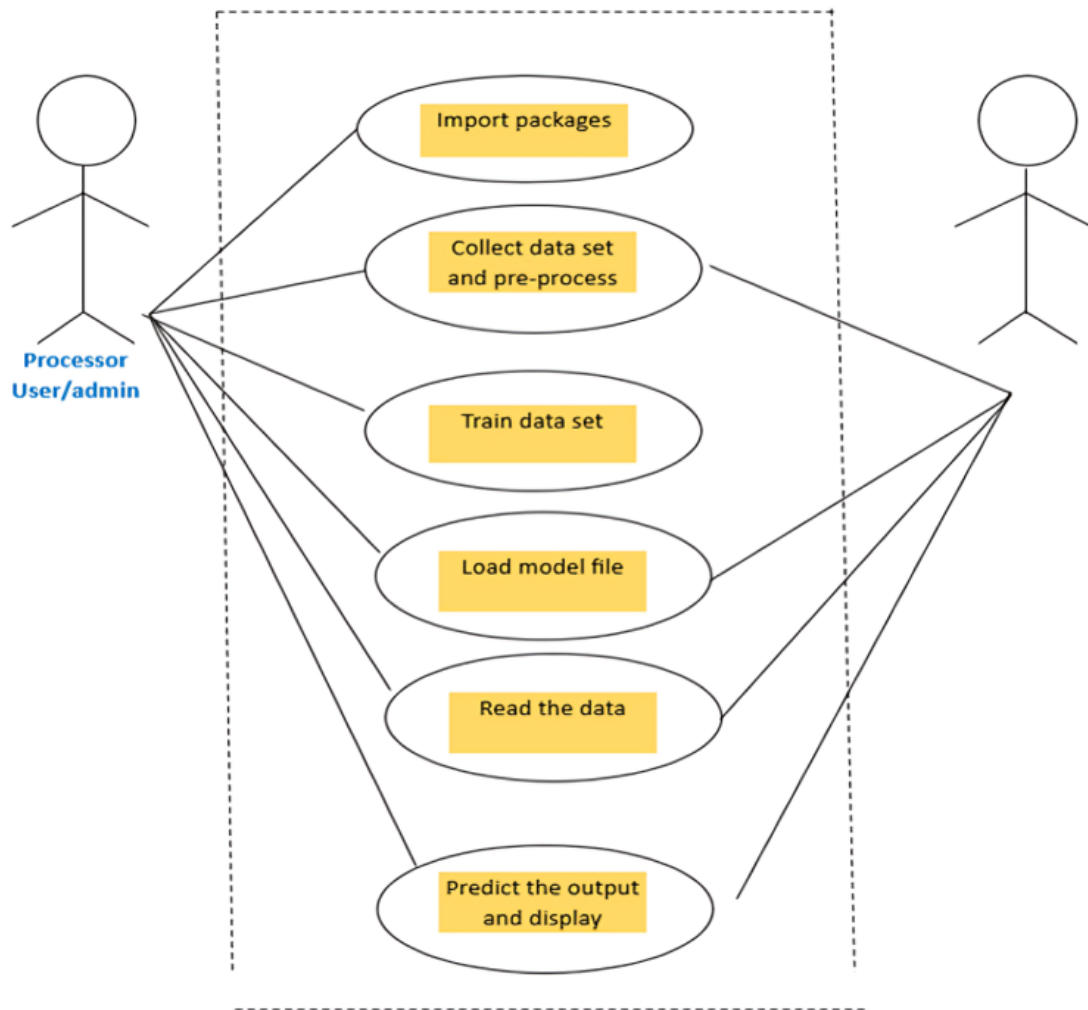 Import packages
Collect data set
and pre-process
Processor
User/admin
Train data set
Load model file
Read the data
Predict the output
and display